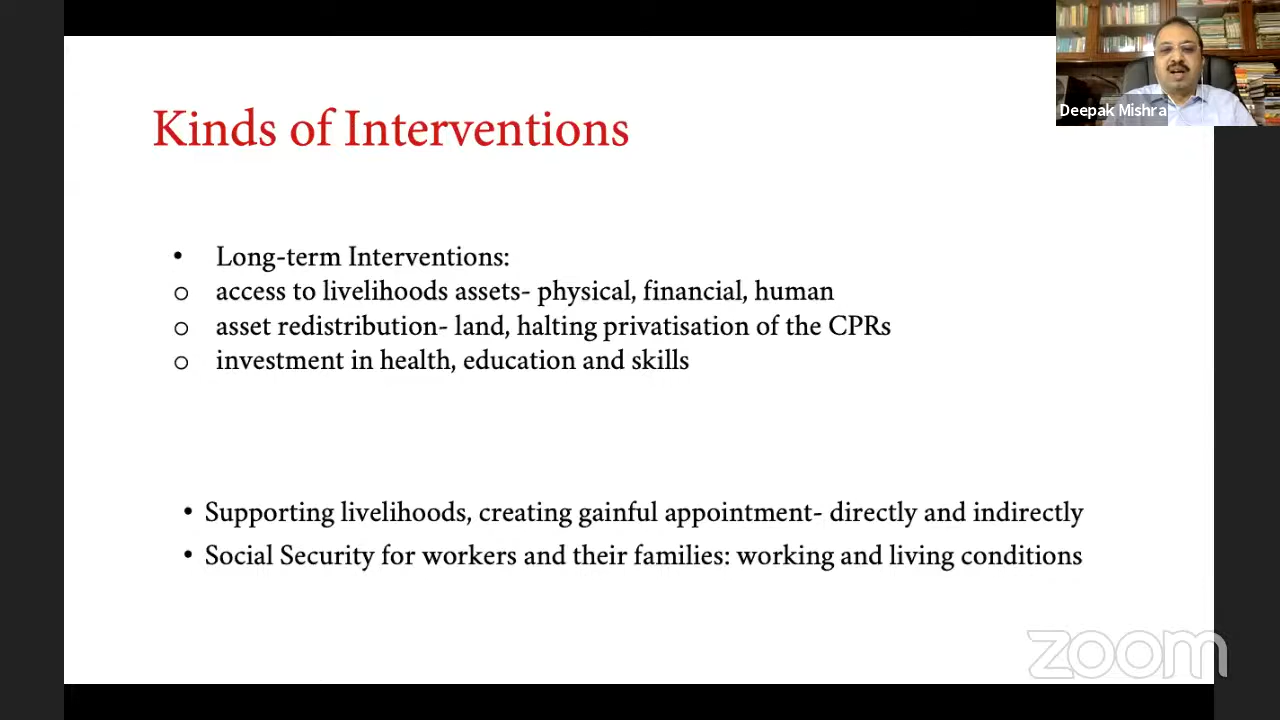 Kinds of Interventions
Deepak Mishra
• Long-term Interventions:
o access to livelihoods assets- physical, financial, human
o asset redistribution- land, halting privatisation of the CPRs
o investment in health, education and skills
• Supporting livelihoods, creating gainful appointment- directly and indirectly
• Social Security for workers and their families: working and living conditions
zoom